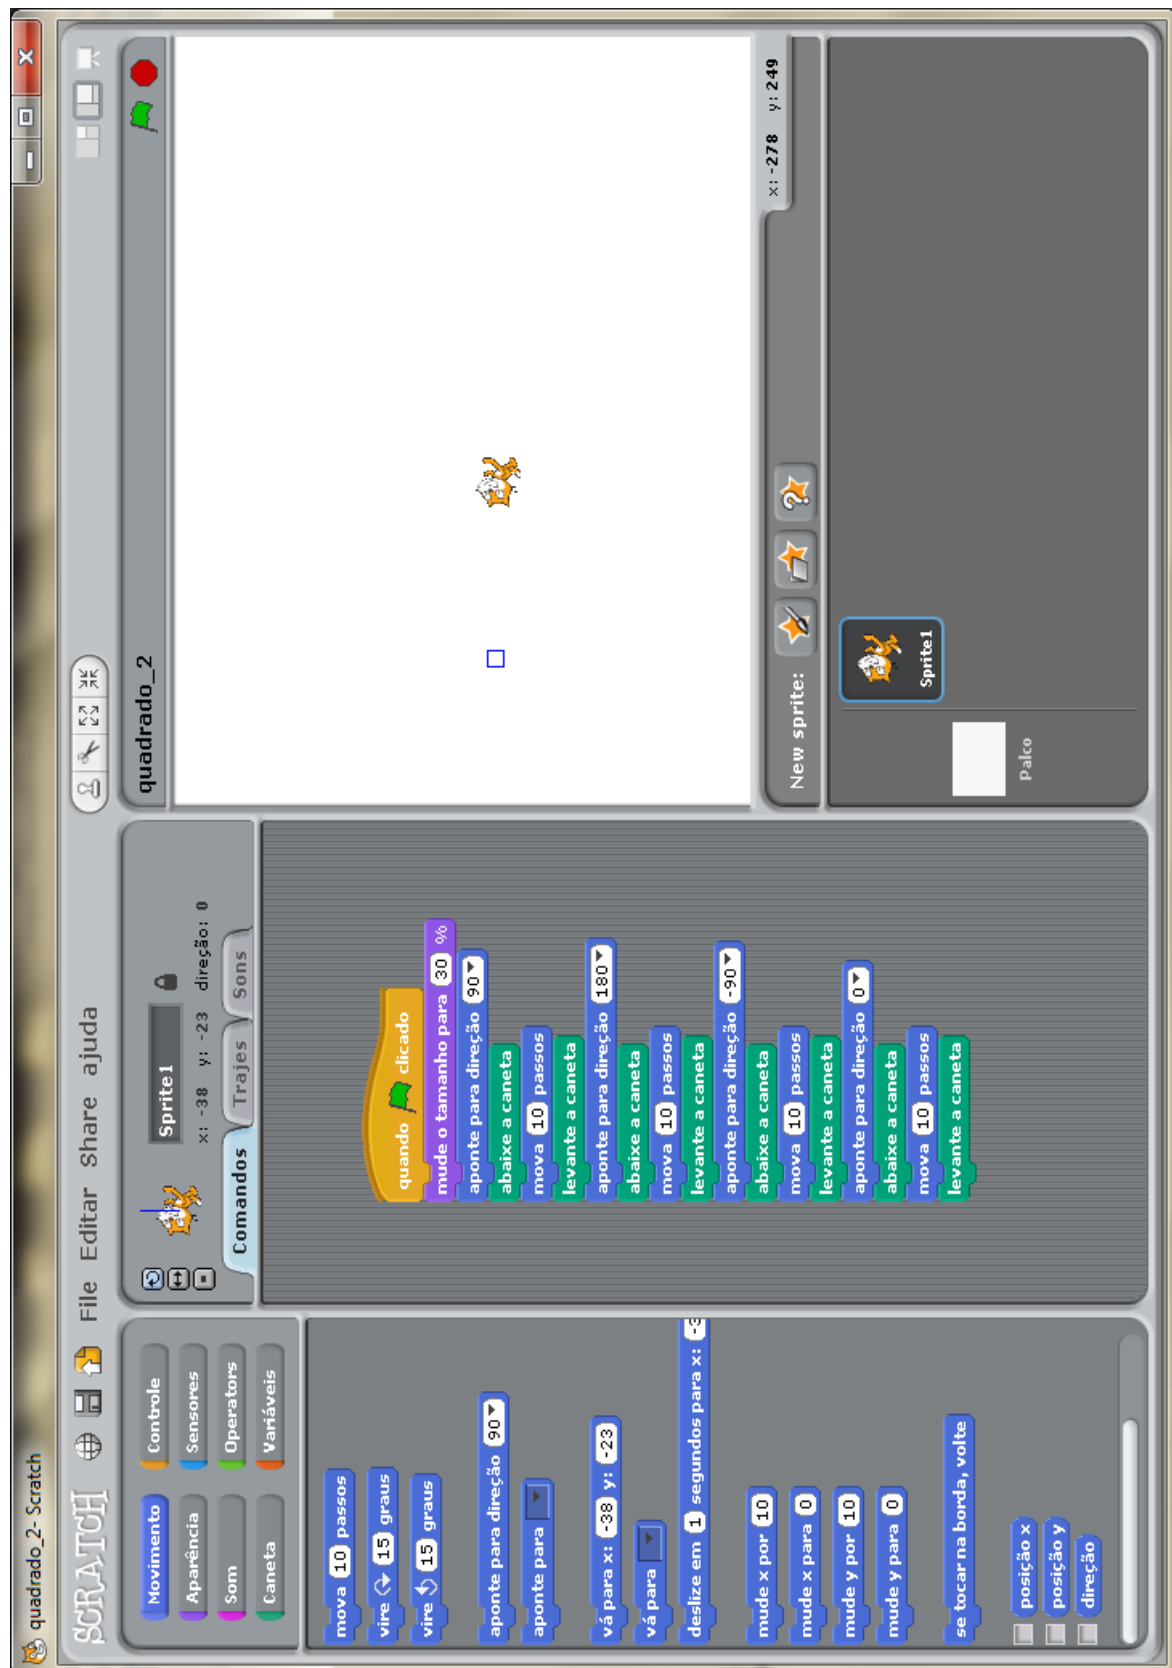 quadrado_2- Scratch
SCRATCH File Editar Share ajuda
Movimento Controle
Aparência Sensores
Som Operators
Caneta Variáveis
mova 10 passos
vire 15 graus
vire 15 graus
aponte para direção 90
aponte para
vá para x: -38 y: -23
vá para
deslize em 1 segundos para x: -3
mude x por 10
mude x para 0
mude y por 10
mude y para 0
se tocar na borda, volte
posição x
posição y
direção
Sprite1
x: -38 y: -23 direção: 0
Comandos Trajes Sons
quando clicado
mude o tamanho para 30 %
aponte para direção 90
abaixe a caneta
mova 10 passos
levante a caneta
aponte para direção 180
abaixe a caneta
mova 10 passos
levante a caneta
aponte para direção -90
abaixe a caneta
mova 10 passos
levante a caneta
aponte para direção 0
abaixe a caneta
mova 10 passos
levante a caneta
quadrado_2
x: -278 y: 249
New sprite:
Sprite1
Palco